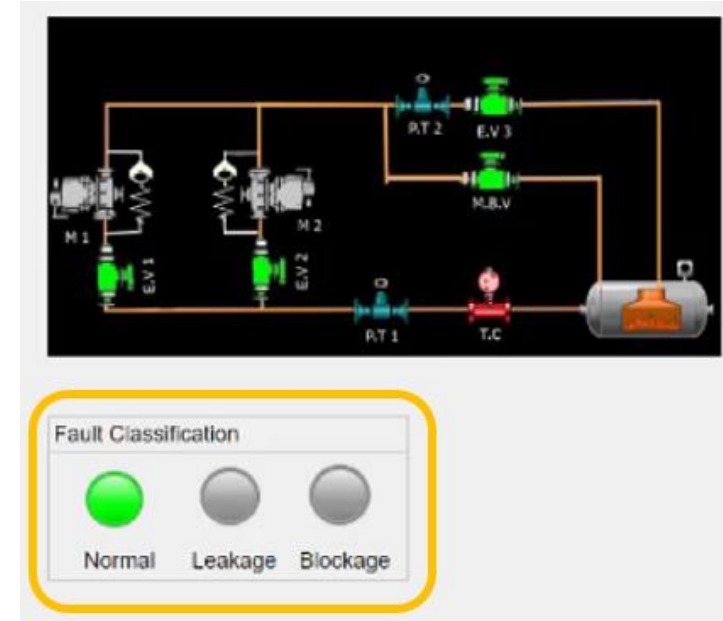 P.T 2
E.V 3
M.B.V
M 1
M 2
E.V 1
E.V 2
P.T 1
T.C
Fault Classification
Normal Leakage Blockage